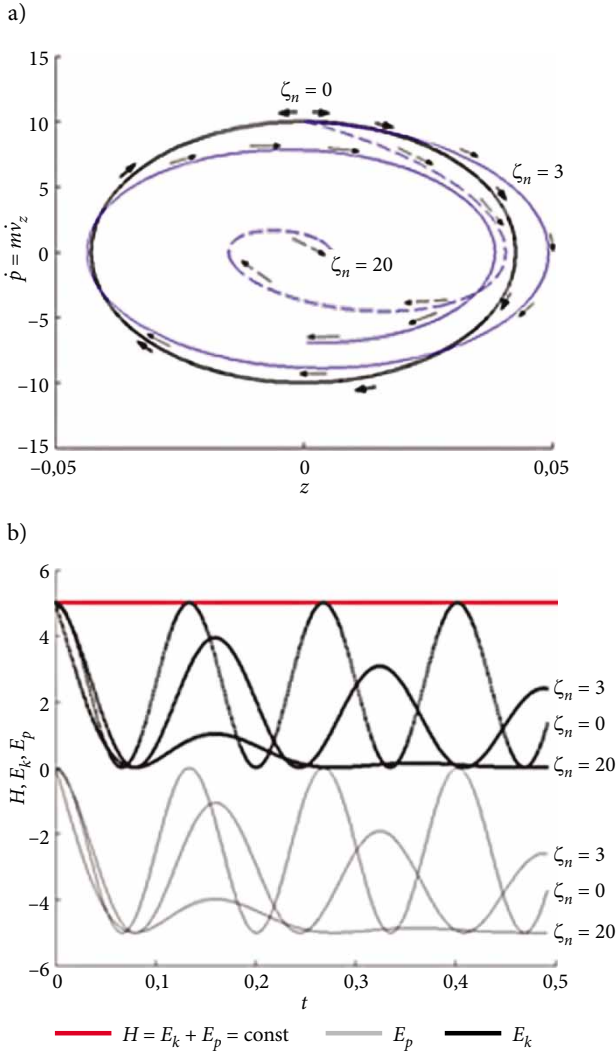 a)
15
10
5
0
−5
−10
−15
ṗ = mv̇z
ζn = 0
ζn = 3
ζn = 20
−0,05
0
0,05
z
b)
6
4
2
0
−2
−4
−6
H, Ek, Ep
ζn = 3
ζn = 0
ζn = 20
ζn = 3
ζn = 0
ζn = 20
0
0,1
0,2
0,3
0,4
0,5
t
H = Ek + Ep = const
Ep
Ek